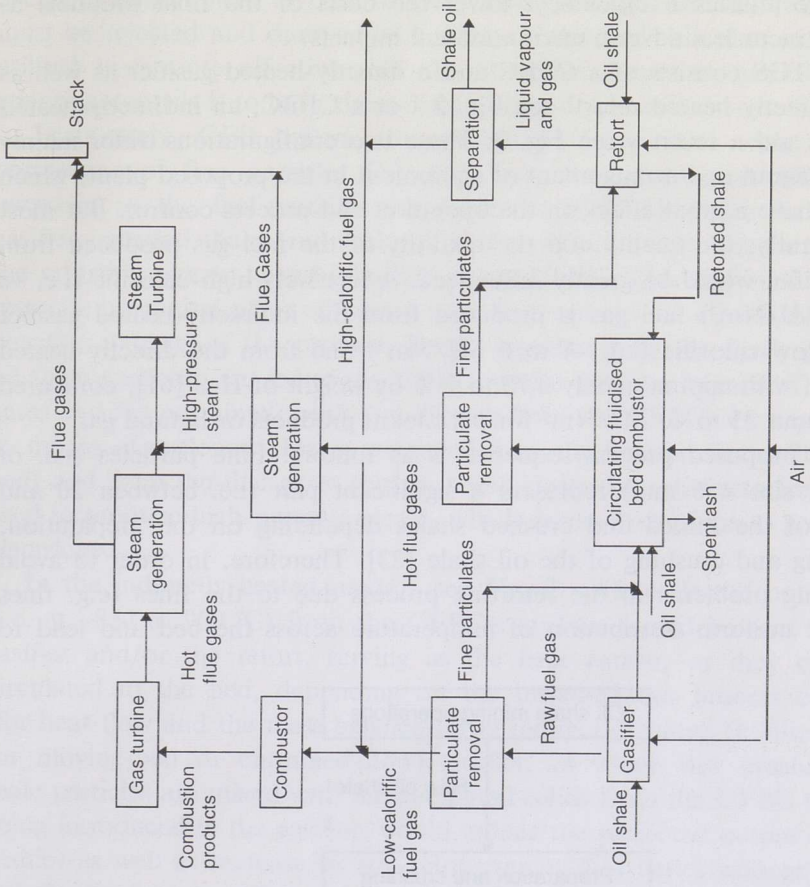 Flue gases
Stack
Gas turbine
Steam
generation
Steam
Turbine
Combustion
products
Hot
flue gases
High-pressure
steam
Combustor
Steam
generation
Flue Gases
Low calorific
fuel gas
Hot flue gases
High-calorific fuel gas
Particulate
removal
Fine particulates
Particulate
removal
Fine particulates
Separation
Shale oil
Raw fuel gas
Liquid vapour
and gas
Oil shale
Gasifier
Oil shale
Circulating fluidised
bed combustor
Retort
Oil shale
Spent ash
Retorted shale
Air